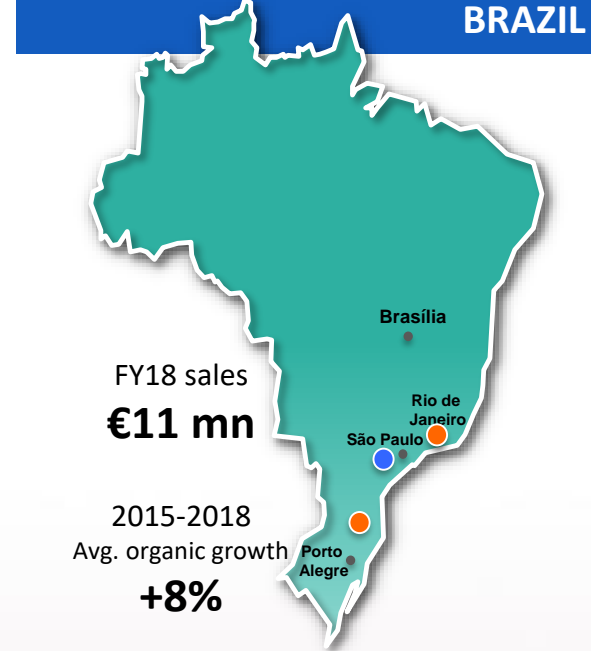 BRAZIL
Brasília
FY18 sales
€11 mn
Rio de
Janeiro
São Paulo
2015-2018
Avg. organic growth
+8%
Porto
Alegre